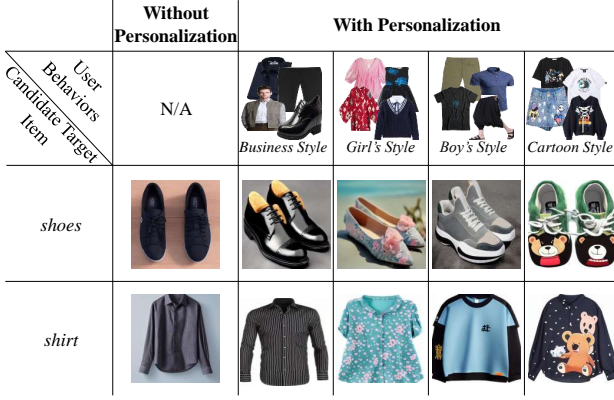 Without
Personalization
With Personalization
User
Behaviors
Candidate Target
Item
N/A
Business Style
Girl's Style
Boy's Style
Cartoon Style
shoes
shirt